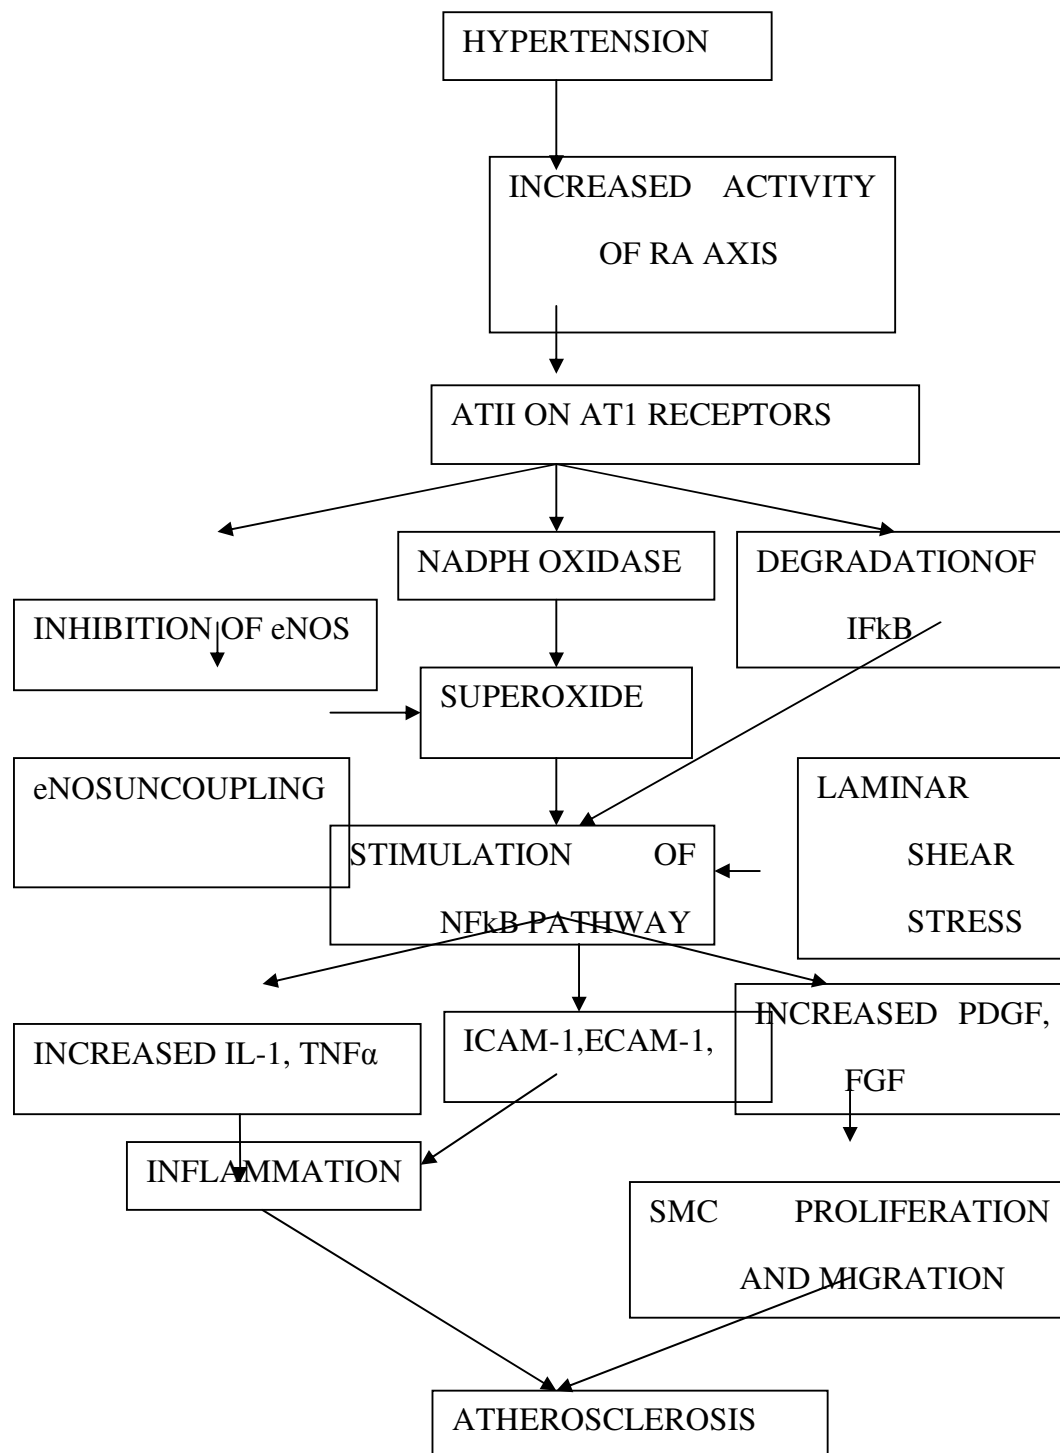 HYPERTENSION
INCREASED ACTIVITY
OF RA AXIS
ATII ON AT1 RECEPTORS
NADPH OXIDASE
DEGRADATIONOF
IFkB
INHIBITION OF eNOS
SUPEROXIDE
eNOSUNCOUPLING
LAMINAR
SHEAR
STRESS
STIMULATION OF
NFkB PATHWAY
INCREASED IL-1, TNFα
ICAM-1,ECAM-1,
INCREASED PDGF,
FGF
INFLAMMATION
SMC PROLIFERATION
AND MIGRATION
ATHEROSCLEROSIS